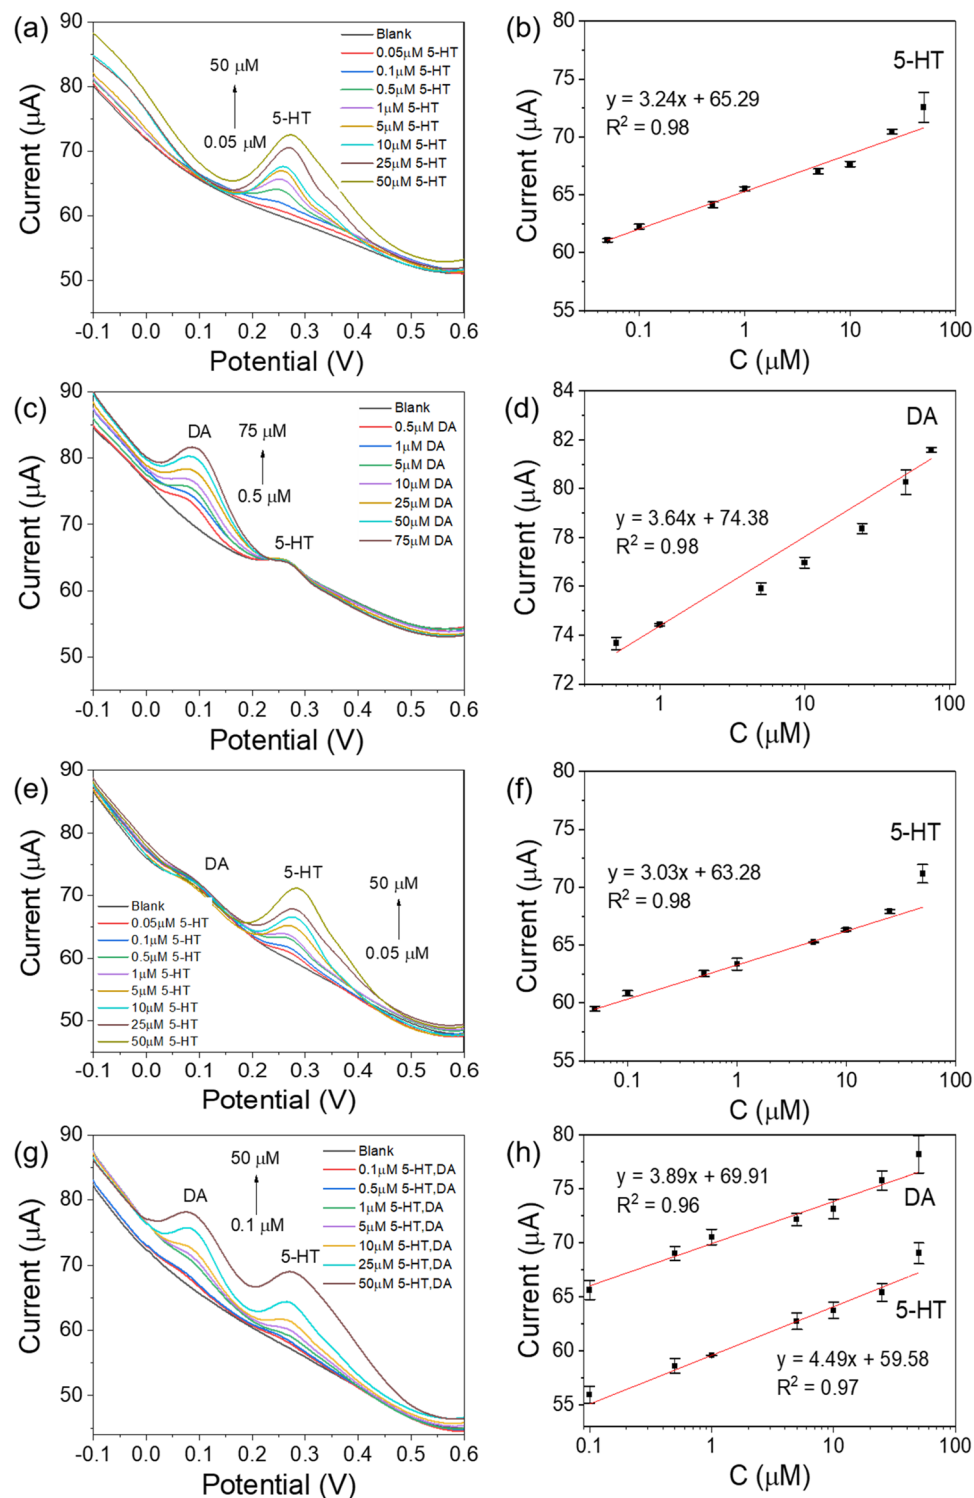 (a)
90
80
70
60
50
Current (μA)
-0.1 0.0 0.1 0.2 0.3 0.4 0.5 0.6
Potential (V)
50 μM
0.05 μM
5-HT
Blank
0.05μM 5-HT
0.1μM 5-HT
0.5μM 5-HT
1μM 5-HT
5μM 5-HT
10μM 5-HT
25μM 5-HT
50μM 5-HT
(b)
80
75
70
65
60
55
Current (μA)
0.1 1 10 100
C (μM)
5-HT
y = 3.24x + 65.29
R² = 0.98
(c)
90
80
70
60
50
Current (μA)
-0.1 0.0 0.1 0.2 0.3 0.4 0.5 0.6
Potential (V)
DA
75 μM
0.5 μM
5-HT
Blank
0.5μM DA
1μM DA
5μM DA
10μM DA
25μM DA
50μM DA
75μM DA
(d)
84
82
80
78
76
74
72
Current (μA)
1 10 100
C (μM)
DA
y = 3.64x + 74.38
R² = 0.98
(e)
90
80
70
60
50
Current (μA)
-0.1 0.0 0.1 0.2 0.3 0.4 0.5 0.6
Potential (V)
DA
5-HT
50 μM
0.05 μM
Blank
0.05μM 5-HT
0.1μM 5-HT
0.5μM 5-HT
1μM 5-HT
5μM 5-HT
10μM 5-HT
25μM 5-HT
50μM 5-HT
(f)
80
75
70
65
60
55
Current (μA)
0.1 1 10 100
C (μM)
5-HT
y = 3.03x + 63.28
R² = 0.98
(g)
90
80
70
60
50
Current (μA)
-0.1 0.0 0.1 0.2 0.3 0.4 0.5 0.6
Potential (V)
DA
50 μM
0.1 μM
5-HT
Blank
0.1μM 5-HT,DA
0.5μM 5-HT,DA
1μM 5-HT,DA
5μM 5-HT,DA
10μM 5-HT,DA
25μM 5-HT,DA
50μM 5-HT,DA
(h)
80
75
70
65
60
55
Current (μA)
0.1 1 10 100
C (μM)
y = 3.89x + 69.91
R² = 0.96
DA
5-HT
y = 4.49x + 59.58
R² = 0.97